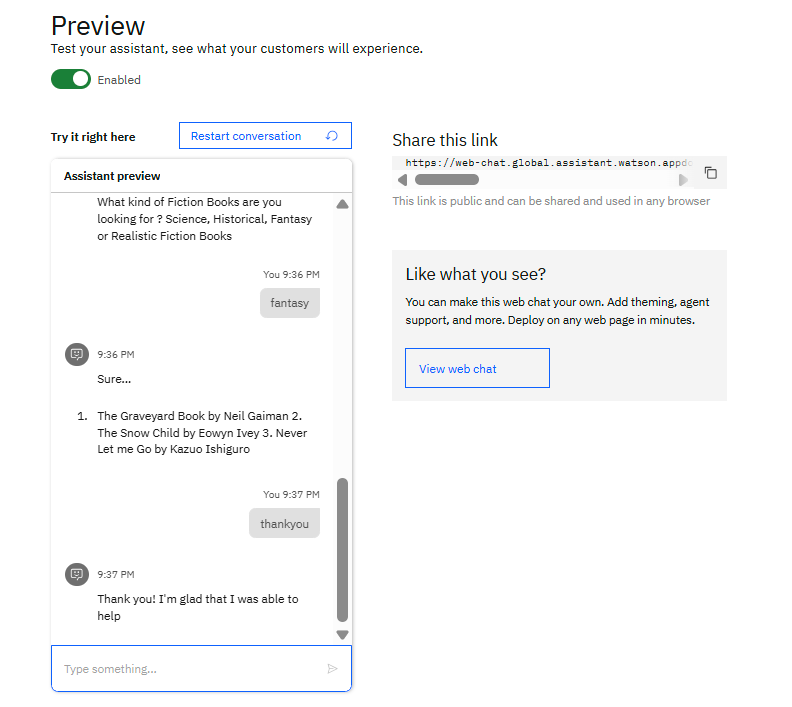 Preview
Test your assistant, see what your customers will experience.
Enabled
Try it right here
Restart conversation
Assistant preview
What kind of Fiction Books are you
looking for ? Science, Historical, Fantasy
or Realistic Fiction Books
You 9:36 PM
fantasy
9:36 PM
Sure...
1. The Graveyard Book by Neil Gaiman 2.
The Snow Child by Eowyn Ivey 3. Never
Let me Go by Kazuo Ishiguro
You 9:37 PM
thankyou
9:37 PM
Thank you! I'm glad that I was able to
help
Type something...
Share this link
https://web-chat.global.assistant.watson.appdo
This link is public and can be shared and used in any browser
Like what you see?
You can make this web chat your own. Add theming, agent
support, and more. Deploy on any web page in minutes.
View web chat